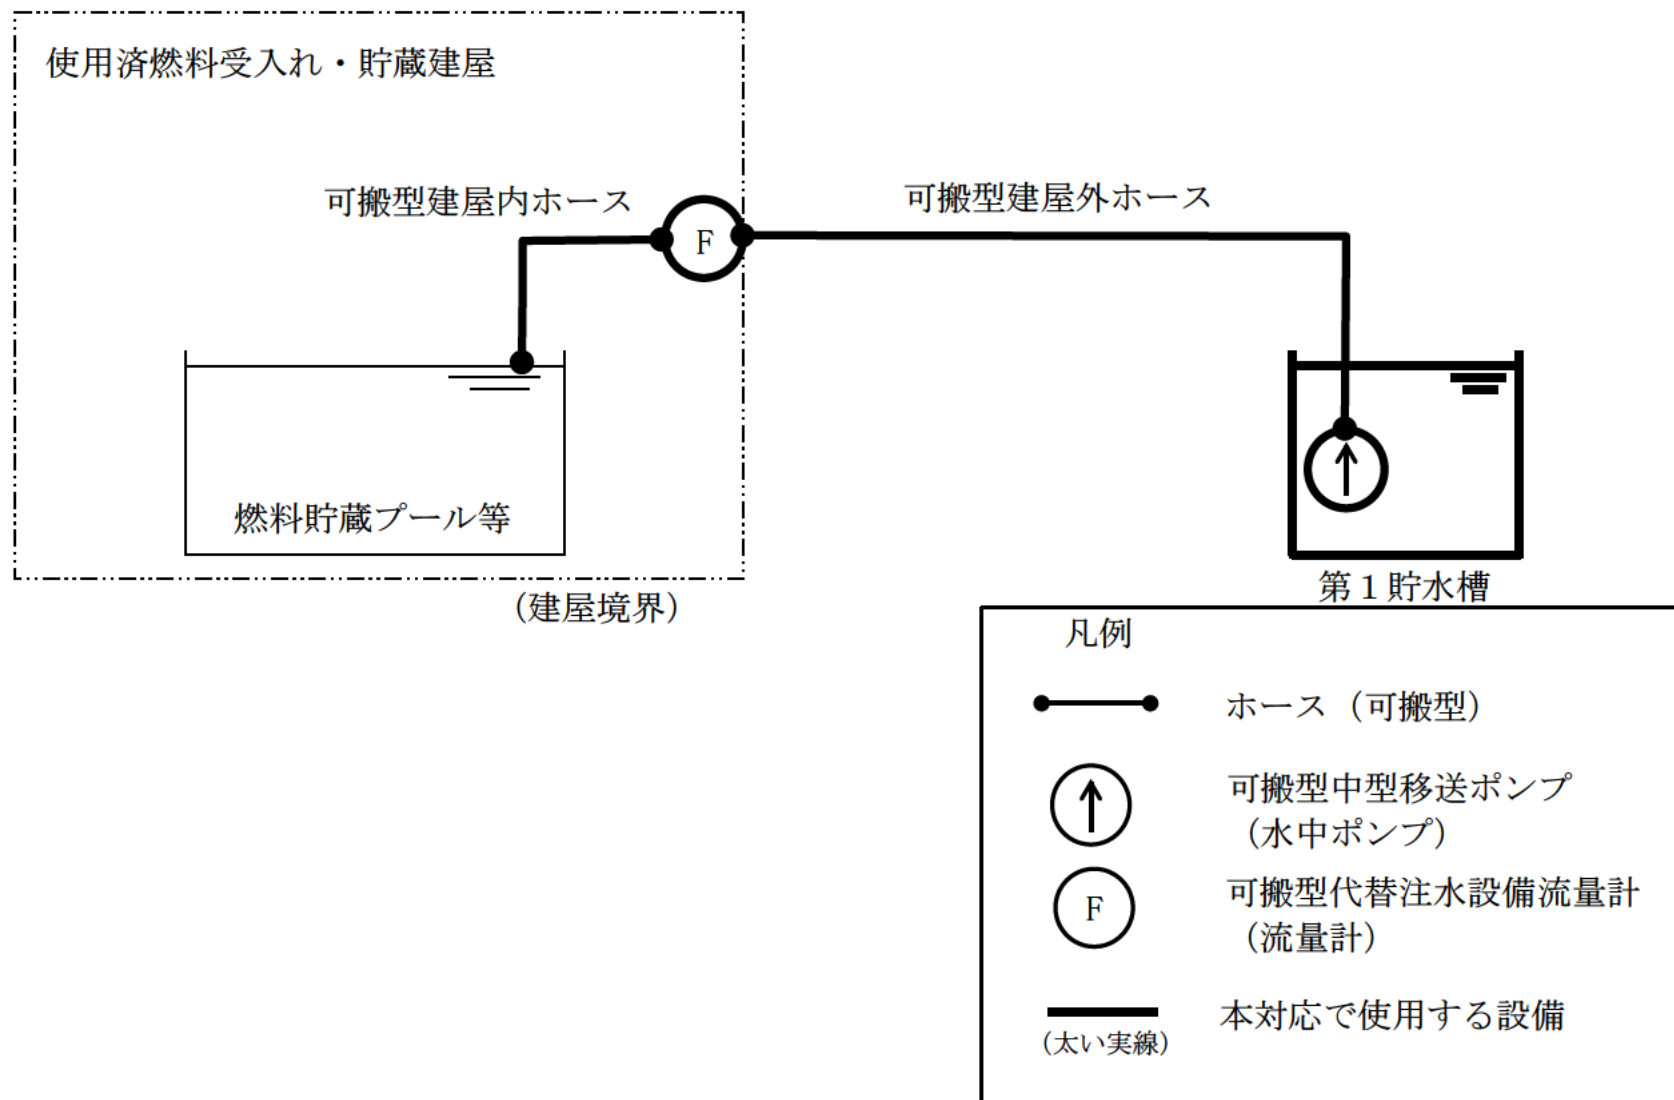 使用済燃料受入れ・貯蔵建屋
可搬型建屋内ホース
可搬型建屋外ホース
F
燃料貯蔵プール等
(建屋境界)
第1貯水槽
凡例
ホース（可搬型）
可搬型中型移送ポンプ
（水中ポンプ）
F
可搬型代替注水設備流量計
（流量計）
本対応で使用する設備
(太い実線)